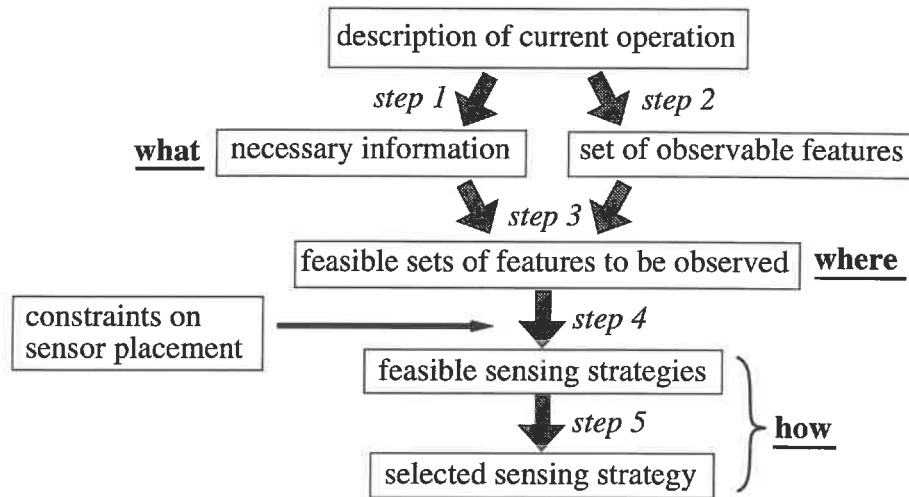 description of current operation
step 1
step 2
what
necessary information
set of observable features
step 3
feasible sets of features to be observed
where
constraints on
sensor placement
step 4
feasible sensing strategies
step 5
how
selected sensing strategy